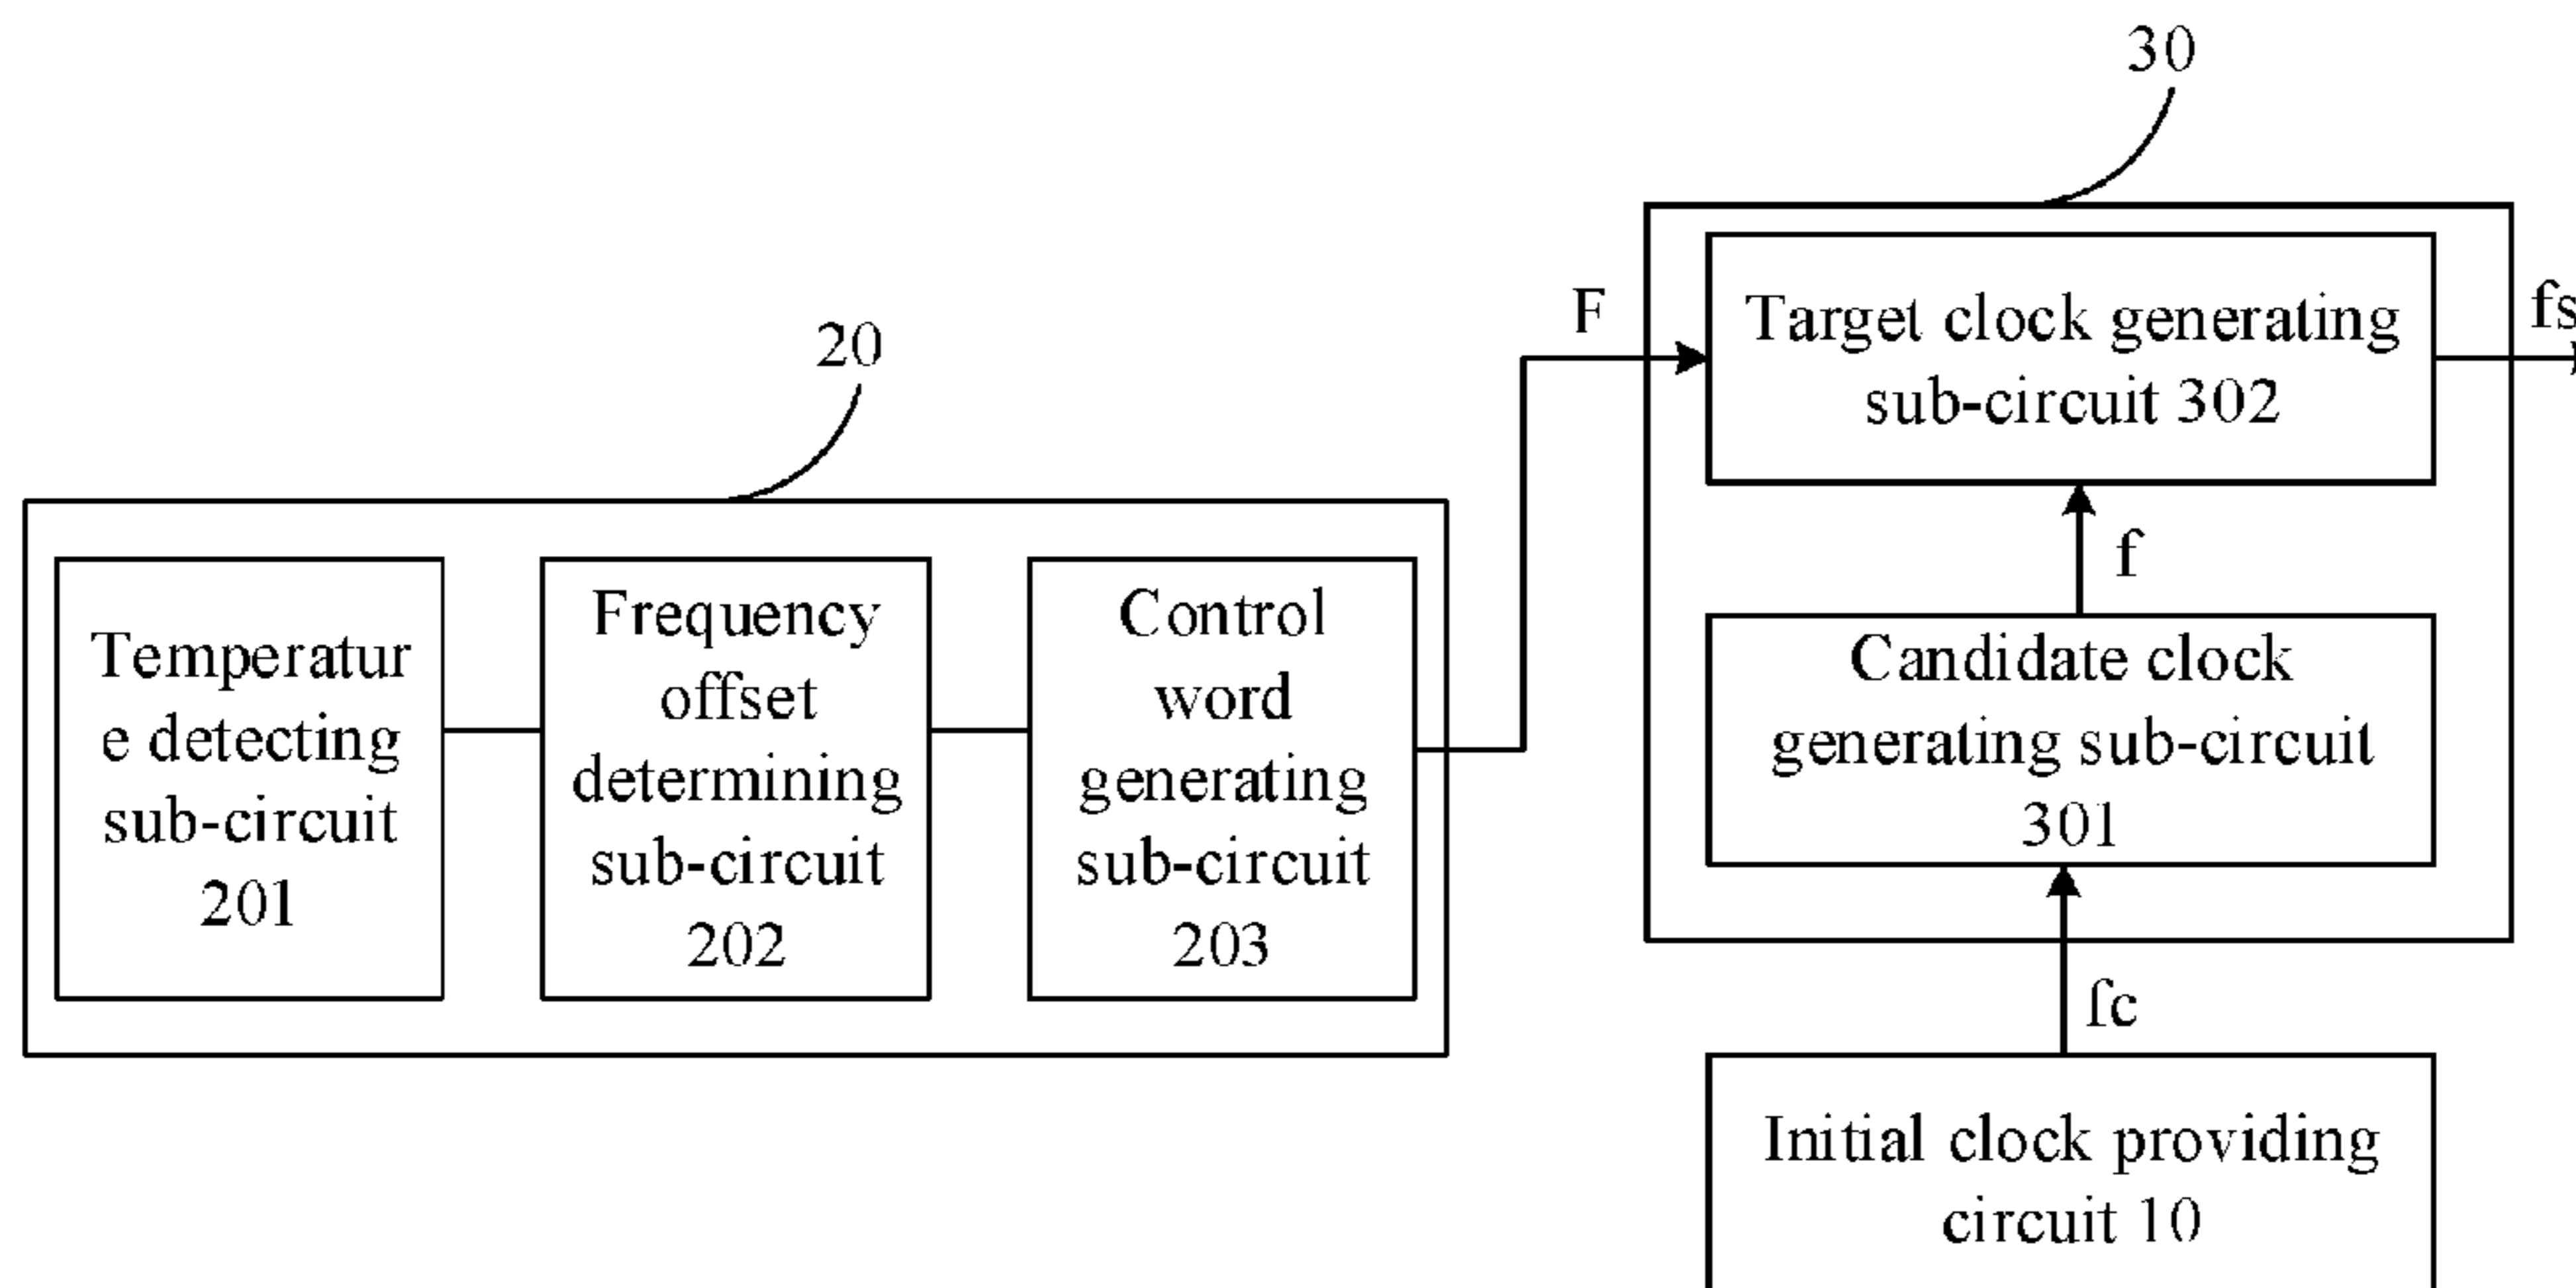 30
F
Target clock generating
sub-circuit 302
fs
20
f
Temperatur
e detecting
sub-circuit
201
Frequency
offset
determining
sub-circuit
202
Control
word
generating
sub-circuit
203
Candidate clock
generating sub-circuit
301
fc
Initial clock providing
circuit 10